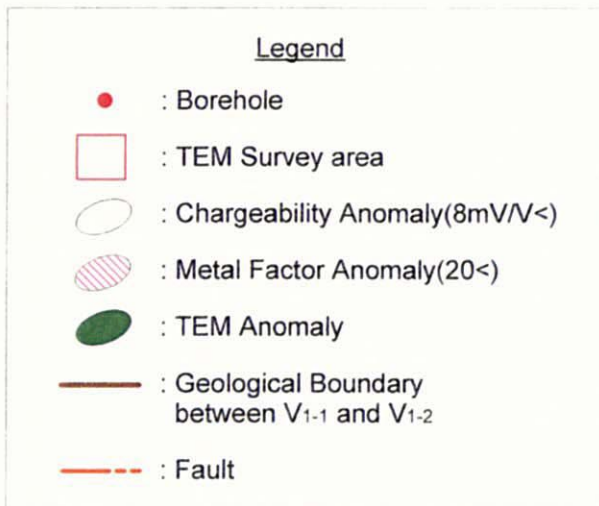 Legend
: Borehole
: TEM Survey area
: Chargeability Anomaly(8mV/V<)
: Metal Factor Anomaly(20<)
: TEM Anomaly
: Geological Boundary
between V1-1 and V1-2
: Fault